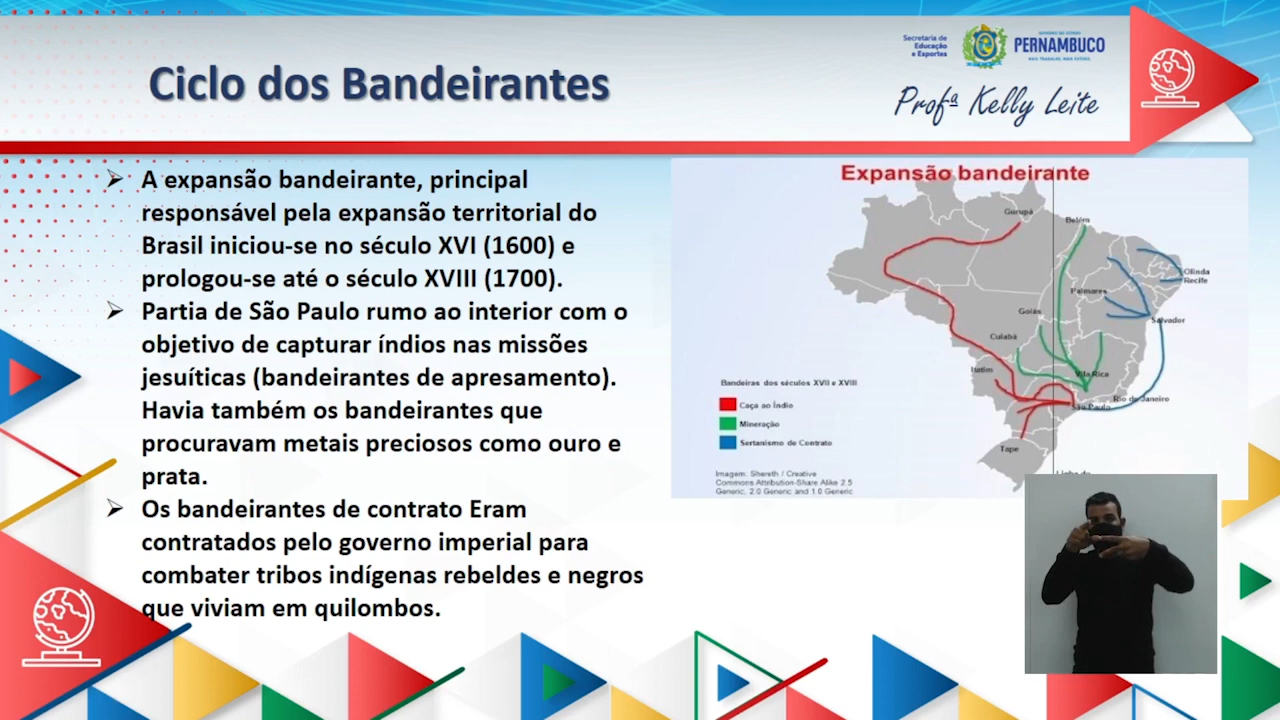 Ciclo dos Bandeirantes
Secretaria de
Educação
e Esportes
GOVERNO DO ESTADO
PERNAMBUCO
MAIS TRABALHO, MAIS FUTURO.
Profª Kelly Leite
➢ A expansão bandeirante, principal
responsável pela expansão territorial do
Brasil iniciou-se no século XVI (1600) e
prologou-se até o século XVIII (1700).
➢ Partia de São Paulo rumo ao interior com o
objetivo de capturar índios nas missões
jesuíticas (bandeirantes de apresamento).
Havia também os bandeirantes que
procuravam metais preciosos como ouro e
prata.
➢ Os bandeirantes de contrato Eram
contratados pelo governo imperial para
combater tribos indígenas rebeldes e negros
que viviam em quilombos.
Expansão bandeirante
Gurupá
Belém
Olinda
Recife
Palmares
Goiás
Salvador
Cuiabá
Itatim
Vila Rica
Rio de Janeiro
São Paulo
Tape
Bandeiras dos séculos XVII e XVIII
Caça ao Índio
Mineração
Sertanismo de Contrato
Imagem: Shereth / Creative
Commons Attribution-Share Alike 2.5
Generic, 2.0 Generic and 1.0 Generic
Linha de